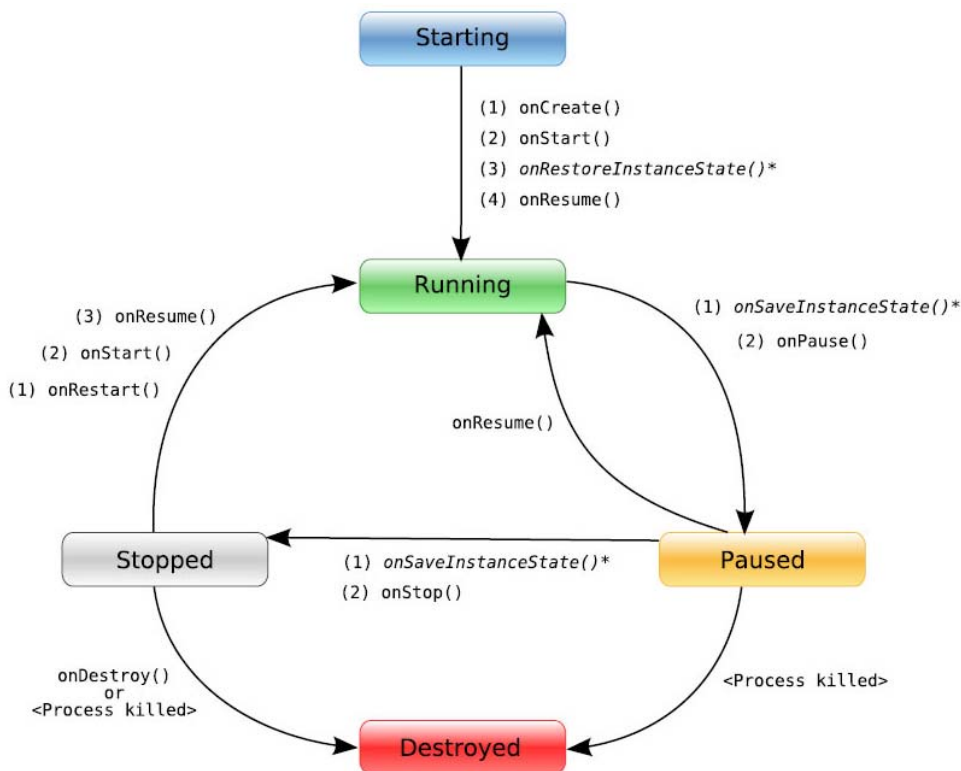 Starting
(1) onCreate()
(2) onStart()
(3) onRestoreInstanceState()*
(4) onResume()
Running
(3) onResume()
(2) onStart()
(1) onRestart()
(1) onSaveInstanceState()*
(2) onPause()
onResume()
Stopped
(1) onSaveInstanceState()*
(2) onStop()
Paused
onDestroy()
or
<Process killed>
<Process killed>
Destroyed